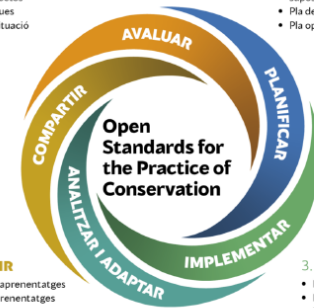 ues
tuació
• Pla de
• Pla op
AVALUAR
PLANIFICAR
IMPLEMENTAR
ANALITZAR I ADAPTAR
COMPARTIR
Open
Standards for
the Practice of
Conservation
IR
aprenentatges
renentatges
3.